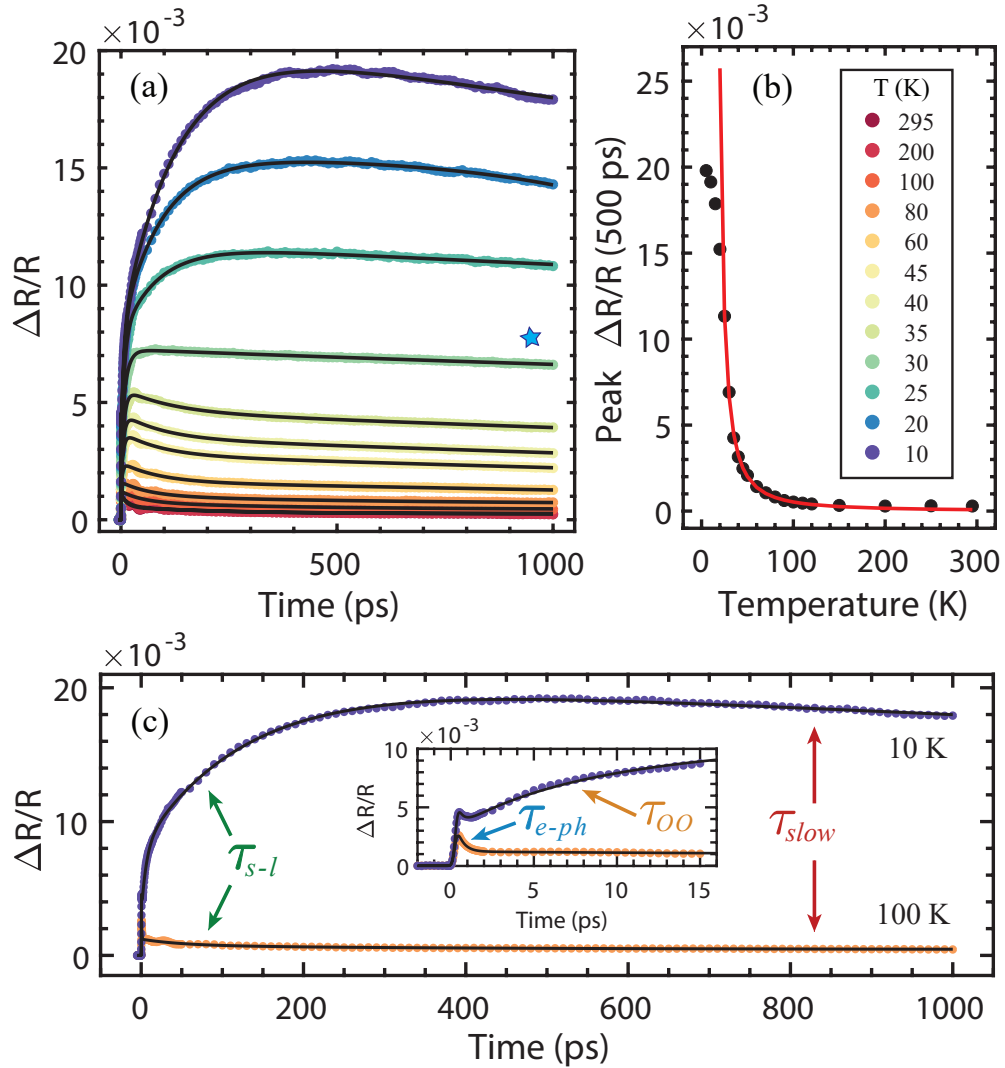 ×10⁻³
20
15
10
5
0
ΔR/R
(a)
0
500
1000
Time (ps)
×10⁻³
25
20
15
10
5
0
Peak ΔR/R (500 ps)
(b)
T (K)
295
200
100
80
60
45
40
35
30
25
20
10
0
100
200
300
Temperature (K)
×10⁻³
20
10
0
ΔR/R
(c)
τs-l
×10⁻³
10
5
0
ΔR/R
τe-ph
τOO
0
5
10
15
Time (ps)
10 K
τslow
100 K
0
200
400
600
800
1000
Time (ps)